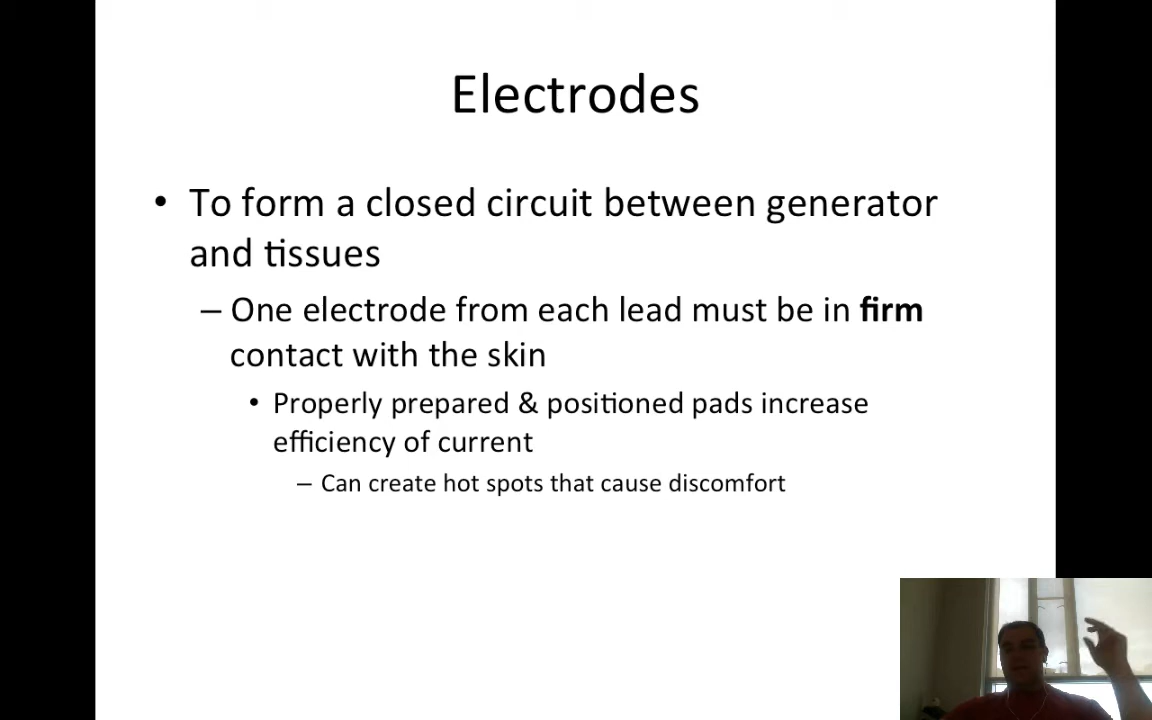 Electrodes
• To form a closed circuit between generator
and tissues
– One electrode from each lead must be in firm
contact with the skin
• Properly prepared & positioned pads increase
efficiency of current
– Can create hot spots that cause discomfort